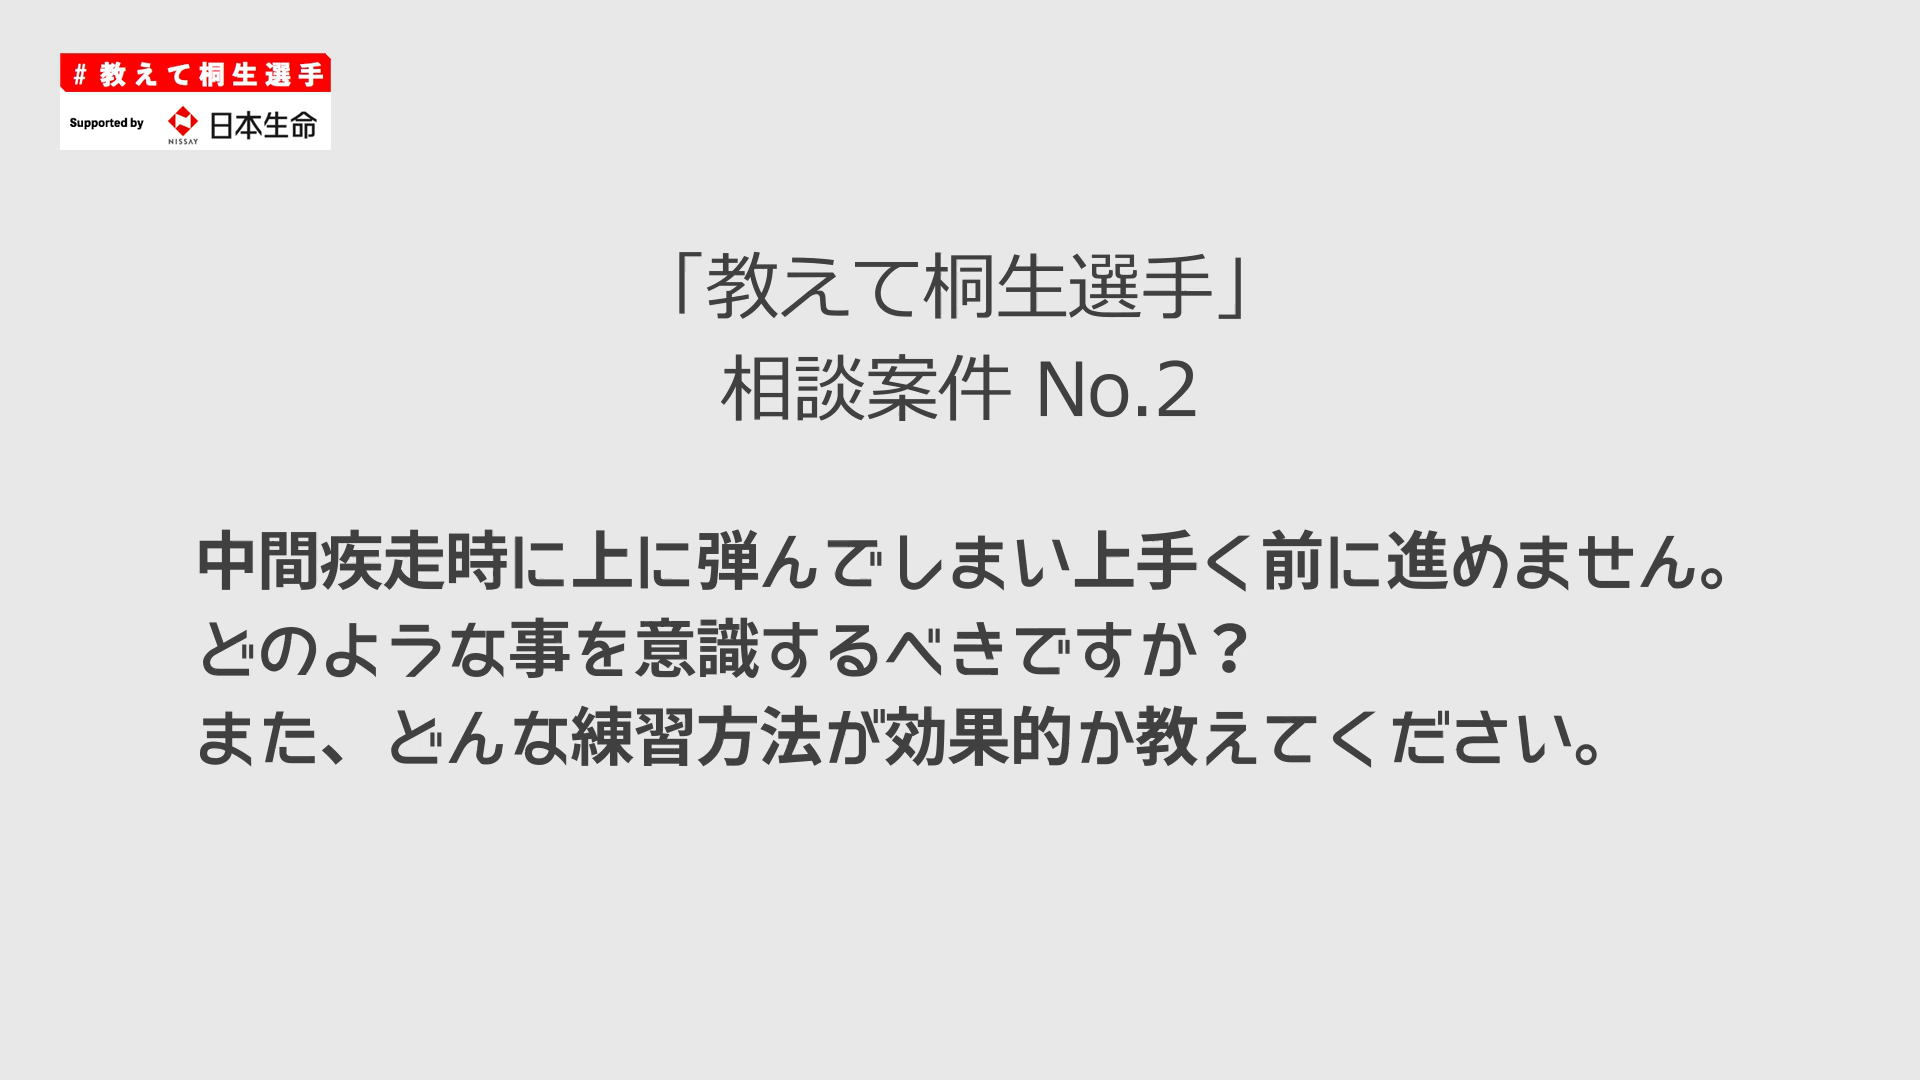 #教えて桐生選手
Supported by NISSAY 日本生命
「教えて桐生選手」
相談案件 No.2
中間疾走時に上に弾んでしまい上手く前に進めません。
どのような事を意識するべきですか？
また、どんな練習方法が効果的か教えてください。